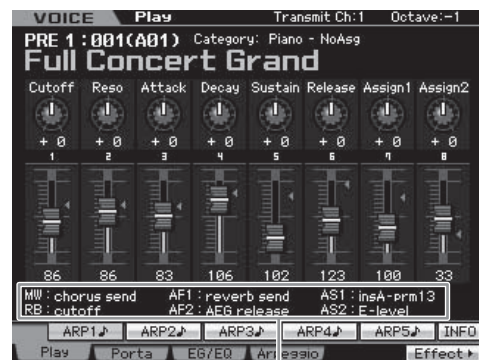 VOICE Play Transmit Ch:1 Octave:-1
PRE 1:001(A01) Category: Piano - NoAsg
Full Concert Grand
Cutoff Reso Attack Decay Sustain Release Assign1 Assign2
+ 0 + 0 + 0 + 0 + 0 + 0 + 0 + 0
1 2 3 4 5 6 7 8
86 86 83 106 102 123 100 33
MW : chorus send AF1 : reverb send AS1 : insA-prm13
RB : cutoff AF2 : AEG release AS2 : E-level
ARP1♪ ARP2♪ ARP3♪ ARP4♪ ARP5♪ INFO
Play Porta EG/EQ Arpeggio Effect